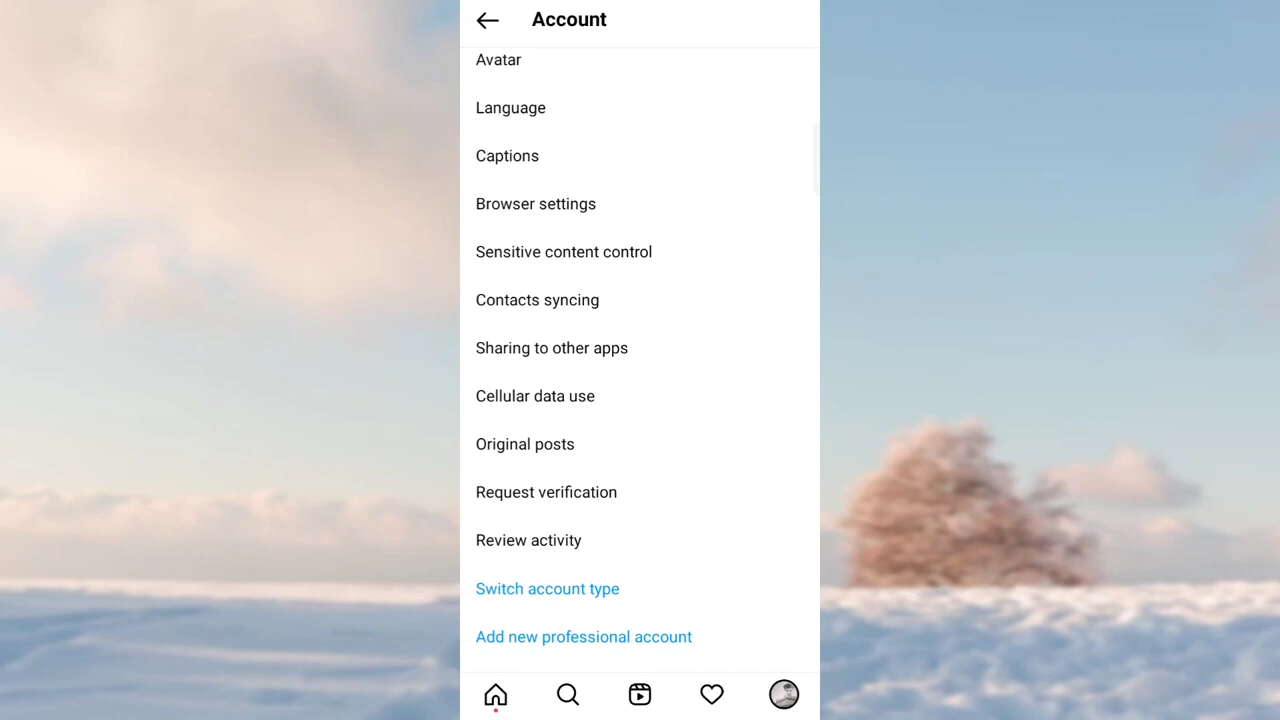 Account
Avatar
Language
Captions
Browser settings
Sensitive content control
Contacts syncing
Sharing to other apps
Cellular data use
Original posts
Request verification
Review activity
Switch account type
Add new professional account